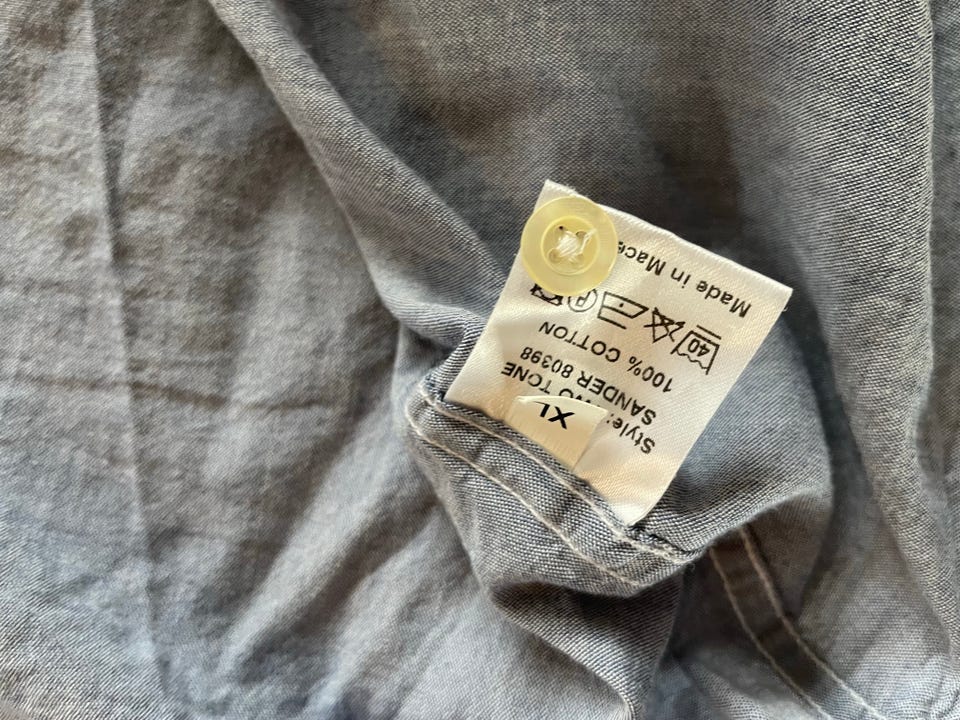 XL
Style: TONE
SANDER 80398
100% COTTON
40 P
Made in